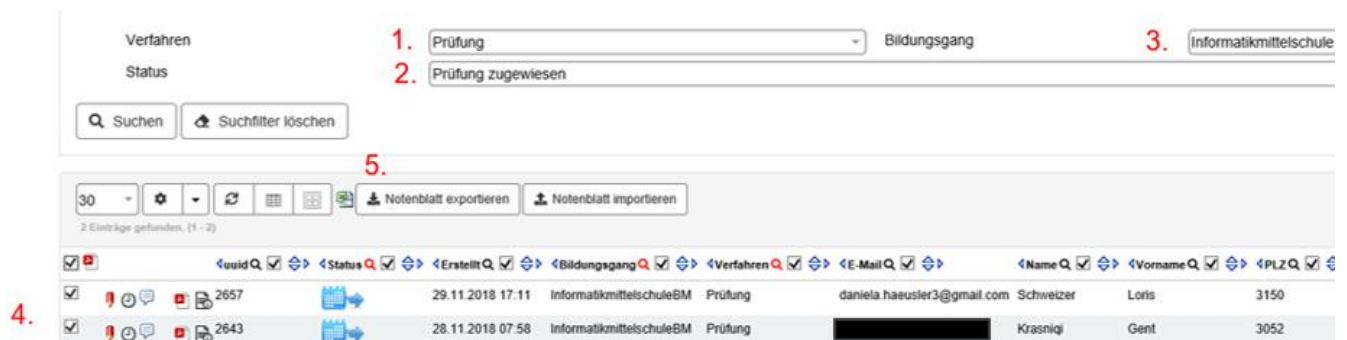 Verfahren 1. Prüfung Bildungsgang 3. Informatikmittelschule
Status 2. Prüfung zugewiesen
Suchen Suchfilter löschen
5.
30 Notenblatt exportieren Notenblatt importieren
2 Einträge gefunden. (1 - 2)
uuid Status Erstellt Bildungsgang Verfahren E-Mail Name Vorname PLZ
2657 29.11.2018 17:11 InformatikmittelschuleBM Prüfung daniela.haeusler3@gmail.com Schweizer Loris 3150
4. 2643 28.11.2018 07:58 InformatikmittelschuleBM Prüfung Krasniqi Gent 3052